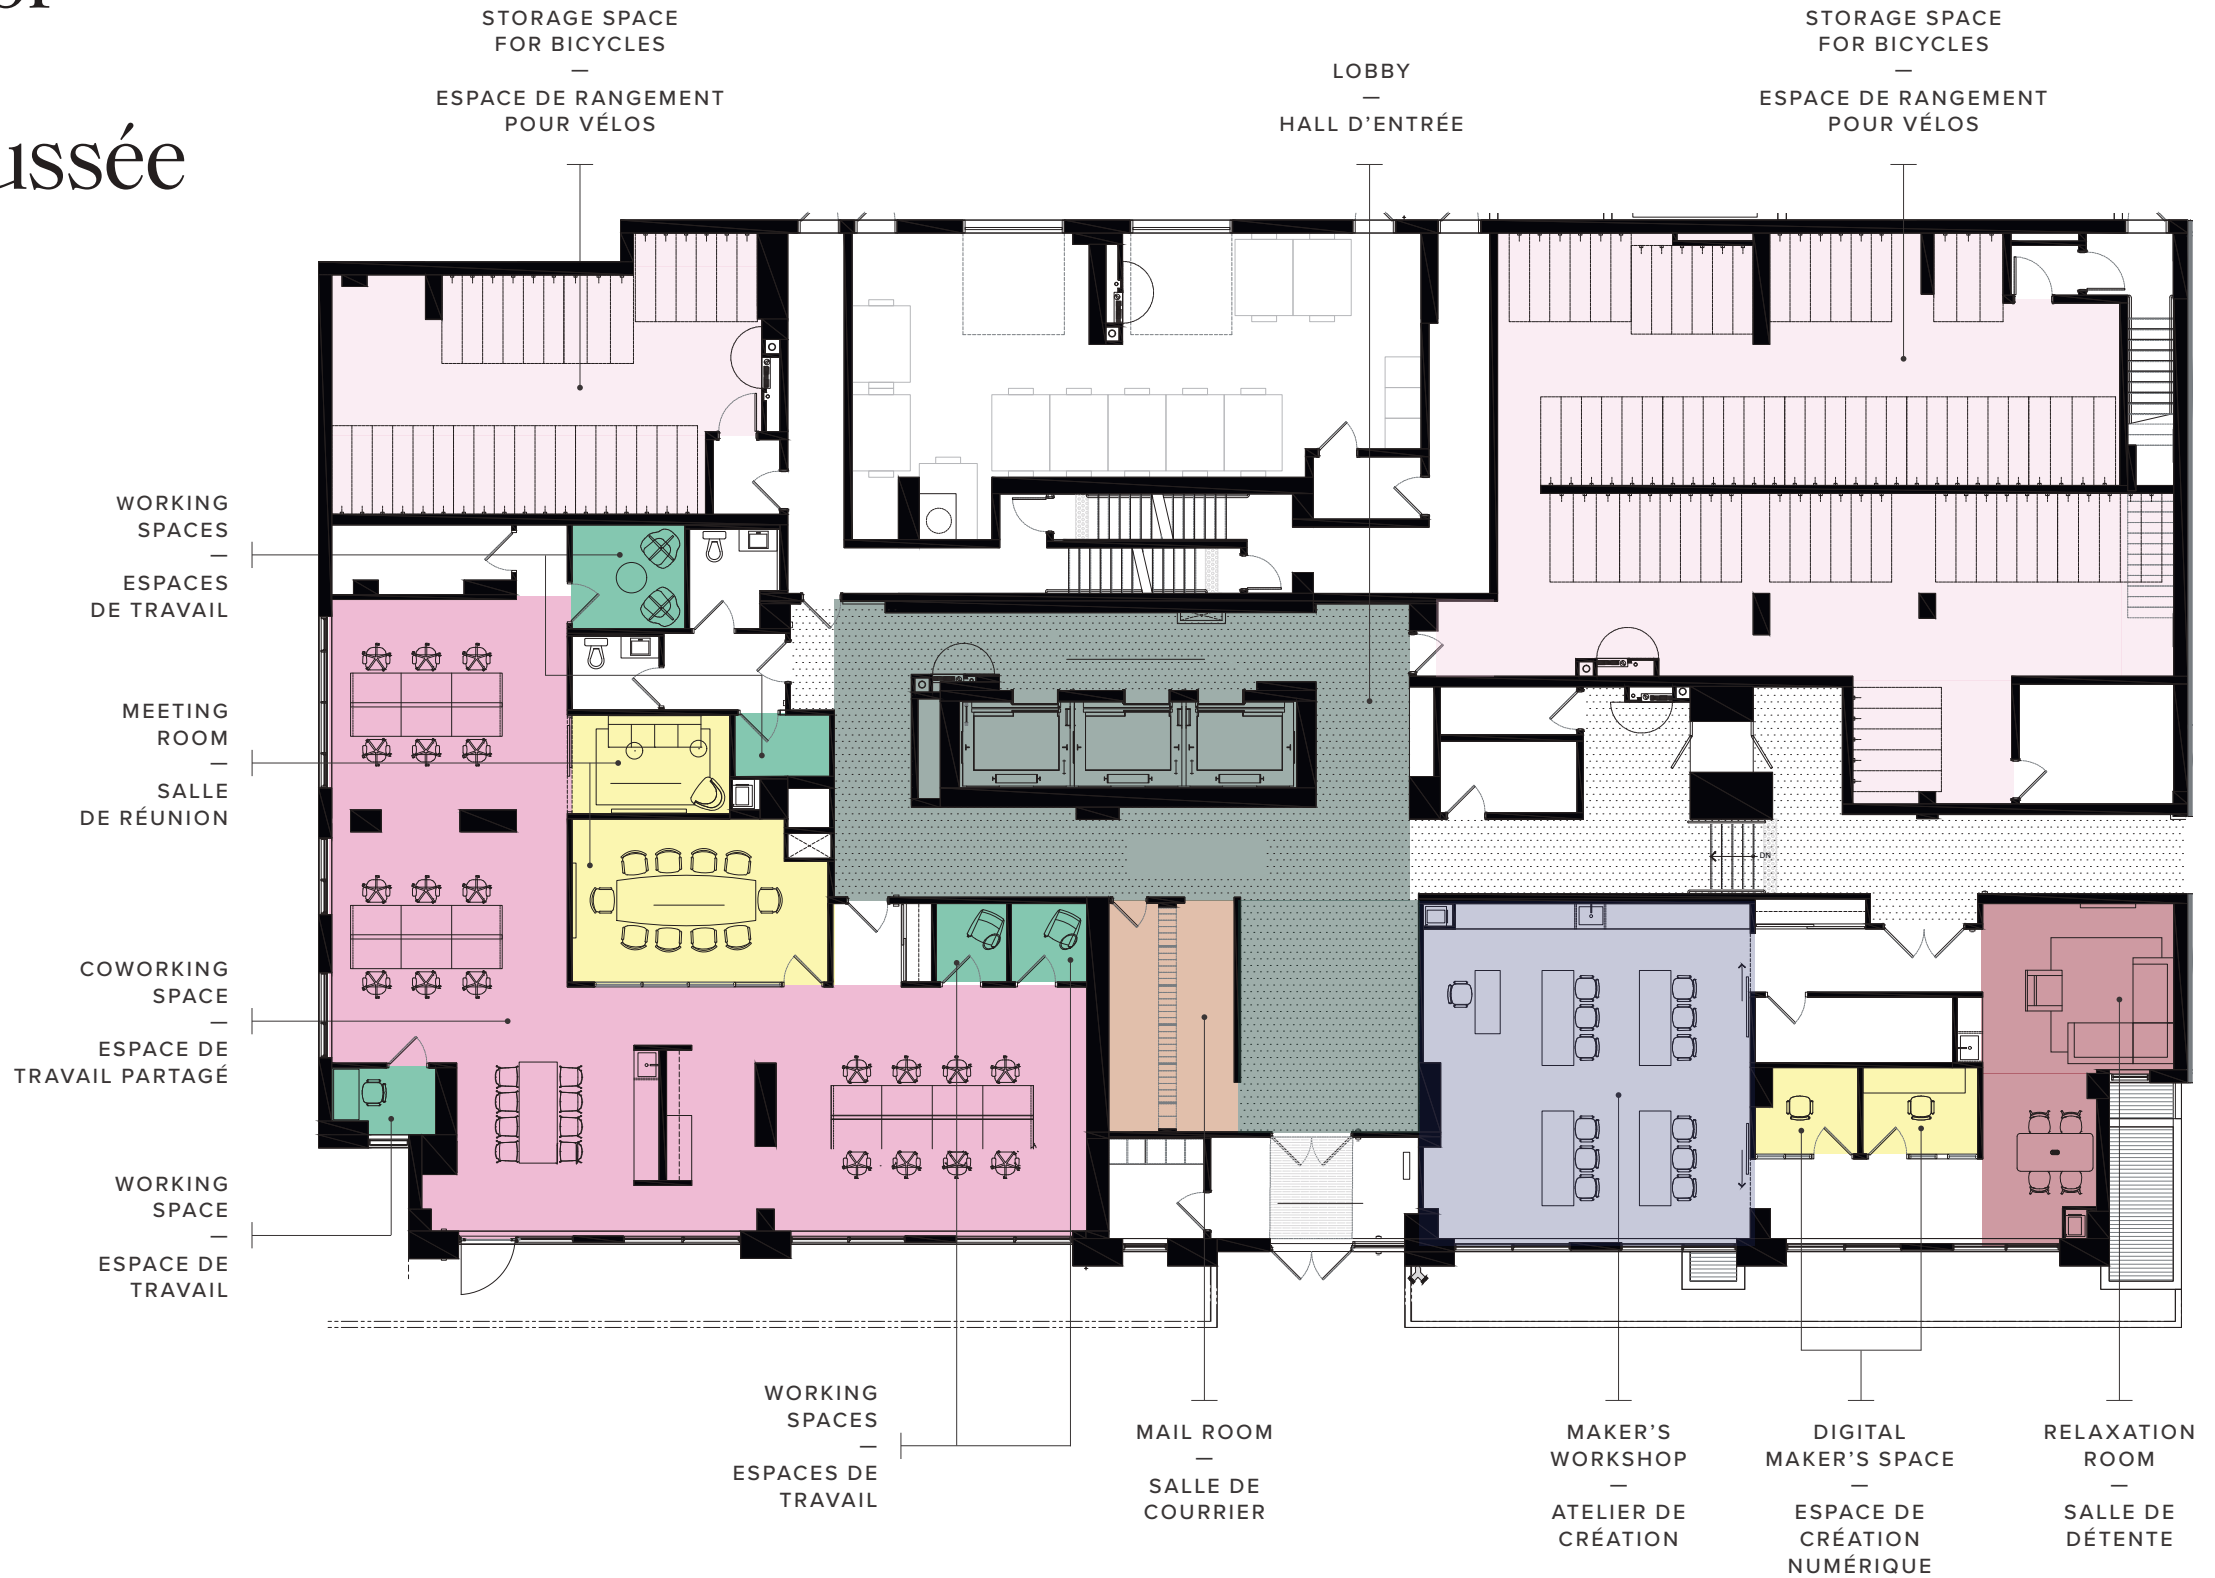 ussée
STORAGE SPACE
FOR BICYCLES
—
ESPACE DE RANGEMENT
POUR VÉLOS
LOBBY
—
HALL D'ENTRÉE
STORAGE SPACE
FOR BICYCLES
—
ESPACE DE RANGEMENT
POUR VÉLOS
WORKING
SPACES
—
ESPACES
DE TRAVAIL
MEETING
ROOM
—
SALLE
DE RÉUNION
COWORKING
SPACE
—
ESPACE DE
TRAVAIL PARTAGÉ
WORKING
SPACE
—
ESPACE DE
TRAVAIL
DN
WORKING
SPACES
—
ESPACES DE
TRAVAIL
MAIL ROOM
—
SALLE DE
COURRIER
MAKER'S
WORKSHOP
—
ATELIER DE
CRÉATION
DIGITAL
MAKER'S SPACE
—
ESPACE DE
CRÉATION
NUMÉRIQUE
RELAXATION
ROOM
—
SALLE DE
DÉTENTE